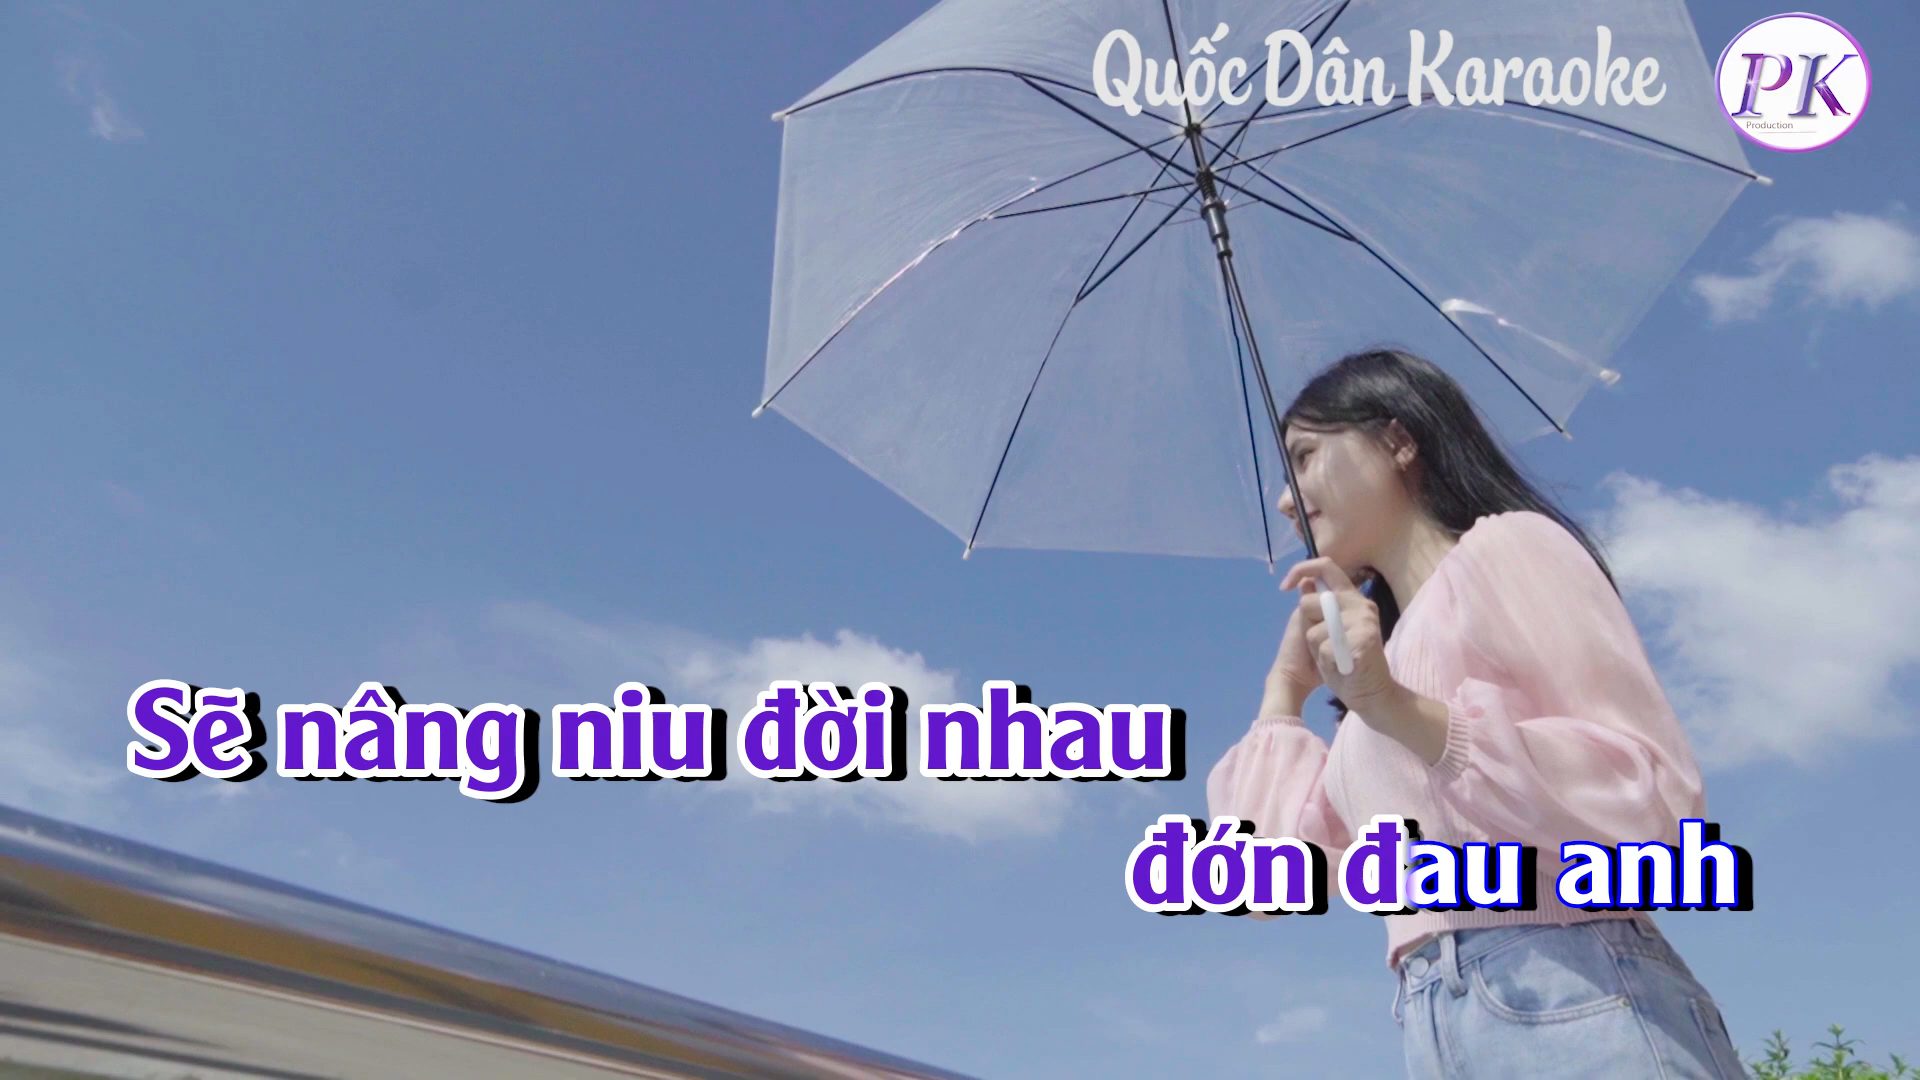 Quốc Dân Karaoke
PK
Production
Sẽ nâng niu đời nhau
đớn đau anh